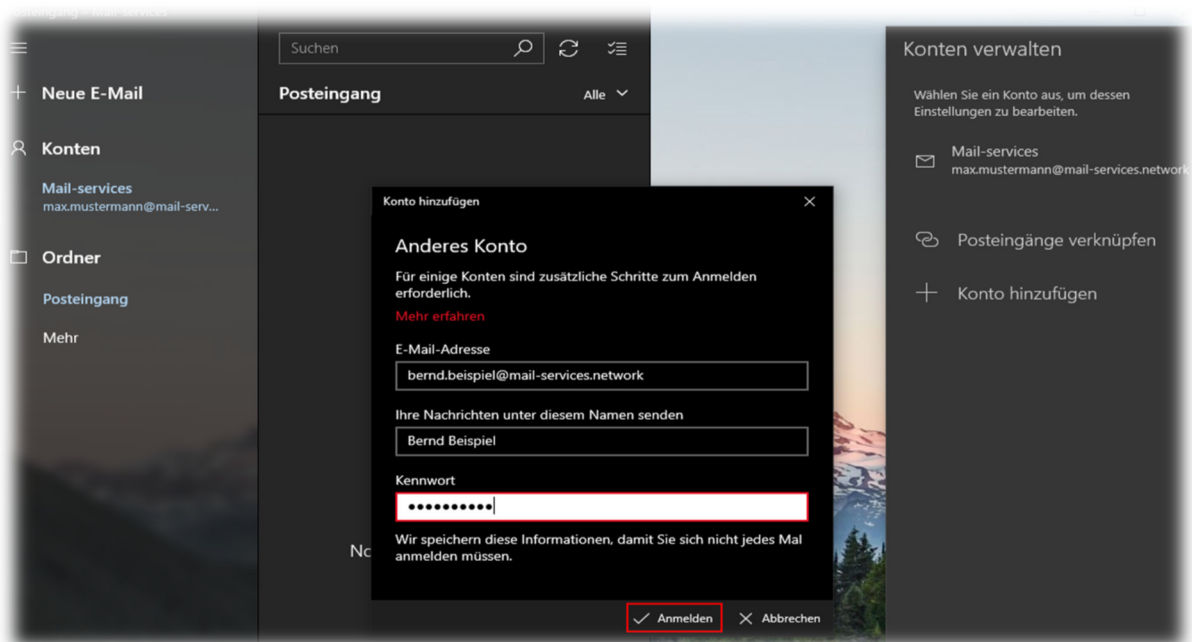 Posteingang – Mail-services
Neue E-Mail
Konten
Mail-services
max.mustermann@mail-serv...
Ordner
Posteingang
Mehr
Suchen
Posteingang
Alle
Konto hinzufügen
Anderes Konto
Für einige Konten sind zusätzliche Schritte zum Anmelden
erforderlich.
Mehr erfahren
E-Mail-Adresse
bernd.beispiel@mail-services.network
Ihre Nachrichten unter diesem Namen senden
Bernd Beispiel
Kennwort
••••••••••
Wir speichern diese Informationen, damit Sie sich nicht jedes Mal
anmelden müssen.
Anmelden
Abbrechen
Konten verwalten
Wählen Sie ein Konto aus, um dessen
Einstellungen zu bearbeiten.
Mail-services
max.mustermann@mail-services.network
Posteingänge verknüpfen
Konto hinzufügen